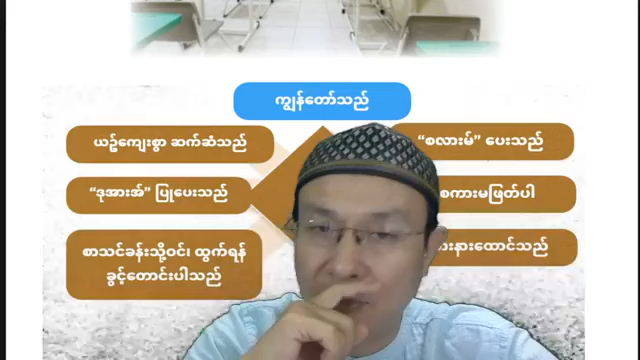 ကျွန်တော်သည်
ယဥ်ကျေးစွာ ဆက်ဆံသည်
“ဒုအားအ်” ပြုပေးသည်
စာသင်ခန်းသို့ဝင်၊ ထွက်ရန်
ခွင့်တောင်းပါသည်
“စလားမ်” ပေးသည်
စကားမဖြတ်ပါ
နားထောင်သည်